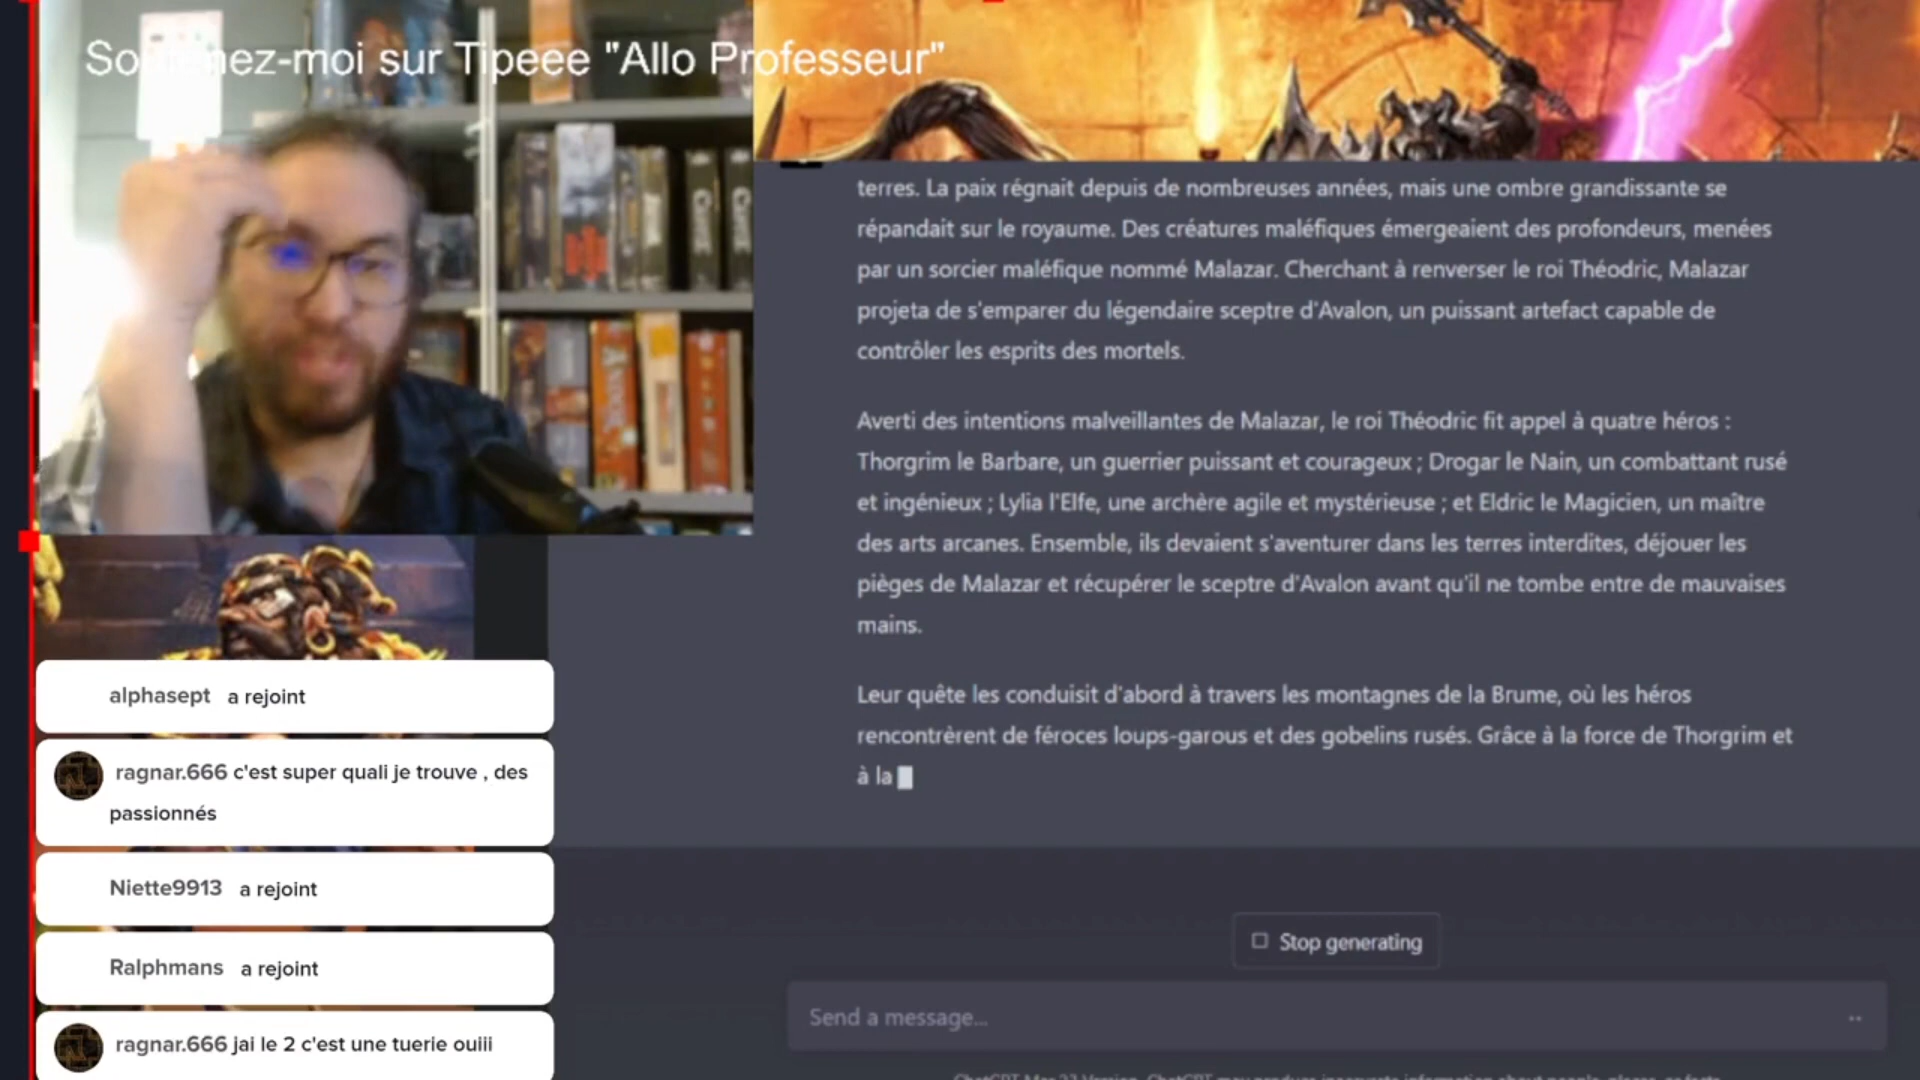 Soutenez-moi sur Tipeee "Allo Professeur"
terres. La paix régnait depuis de nombreuses années, mais une ombre grandissante se
répandait sur le royaume. Des créatures maléfiques émergeaient des profondeurs, menées
par un sorcier maléfique nommé Malazar. Cherchant à renverser le roi Théodric, Malazar
projeta de s'emparer du légendaire sceptre d'Avalon, un puissant artefact capable de
contrôler les esprits des mortels.
Averti des intentions malveillantes de Malazar, le roi Théodric fit appel à quatre héros :
Thorgrim le Barbare, un guerrier puissant et courageux ; Drogar le Nain, un combattant rusé
et ingénieux ; Lylia l'Elfe, une archère agile et mystérieuse ; et Eldric le Magicien, un maître
des arts arcanes. Ensemble, ils devaient s'aventurer dans les terres interdites, déjouer les
pièges de Malazar et récupérer le sceptre d'Avalon avant qu'il ne tombe entre de mauvaises
mains.
Leur quête les conduisit d'abord à travers les montagnes de la Brume, où les héros
rencontrèrent de féroces loups-garous et des gobelins rusés. Grâce à la force de Thorgrim et
à la
alphasept a rejoint
ragnar.666 c'est super quali je trouve , des
passionnés
Niette9913 a rejoint
Ralphmans a rejoint
ragnar.666 jai le 2 c'est une tuerie ouiii
Stop generating
Send a message...